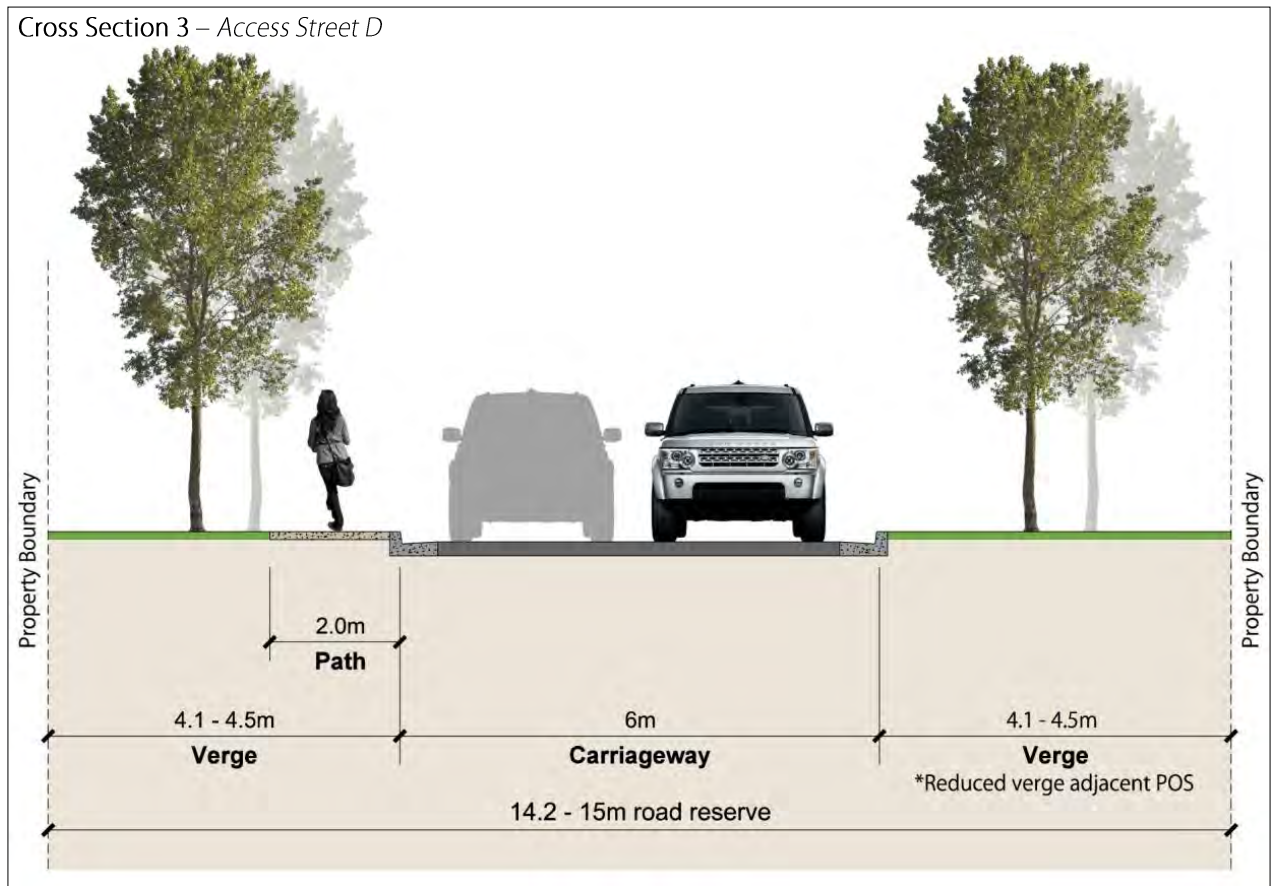 Cross Section 3 – Access Street D
Property Boundary
Property Boundary
2.0m
Path
4.1 - 4.5m
Verge
6m
Carriageway
4.1 - 4.5m
Verge
*Reduced verge adjacent POS
14.2 - 15m road reserve